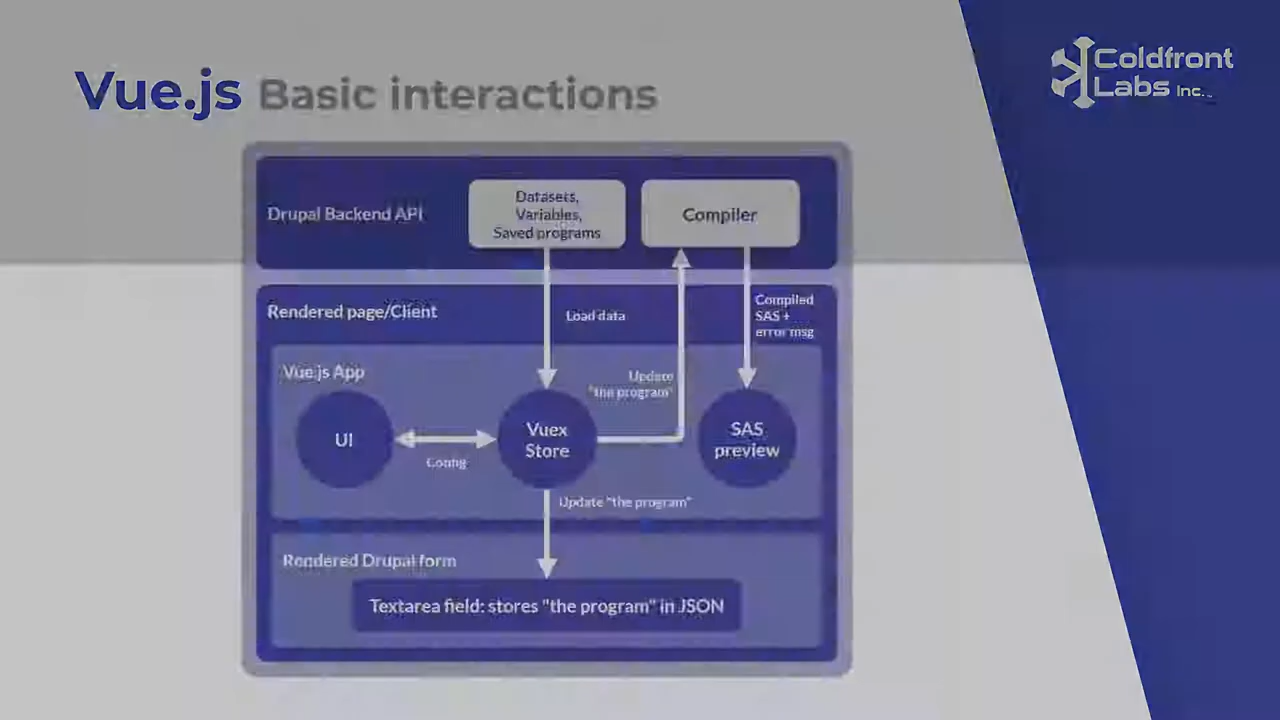 Vue.js Basic interactions
Coldfront
Labs Inc.
Drupal Backend API
Datasets,
Variables,
Saved programs
Compiler
Rendered page/Client
Load data
Compiled
SAS +
error msg
Vue.js App
Update
"the program"
UI
Config
Vuex
Store
SAS
preview
Update "the program"
Rendered Drupal form
Textarea field: stores "the program" in JSON